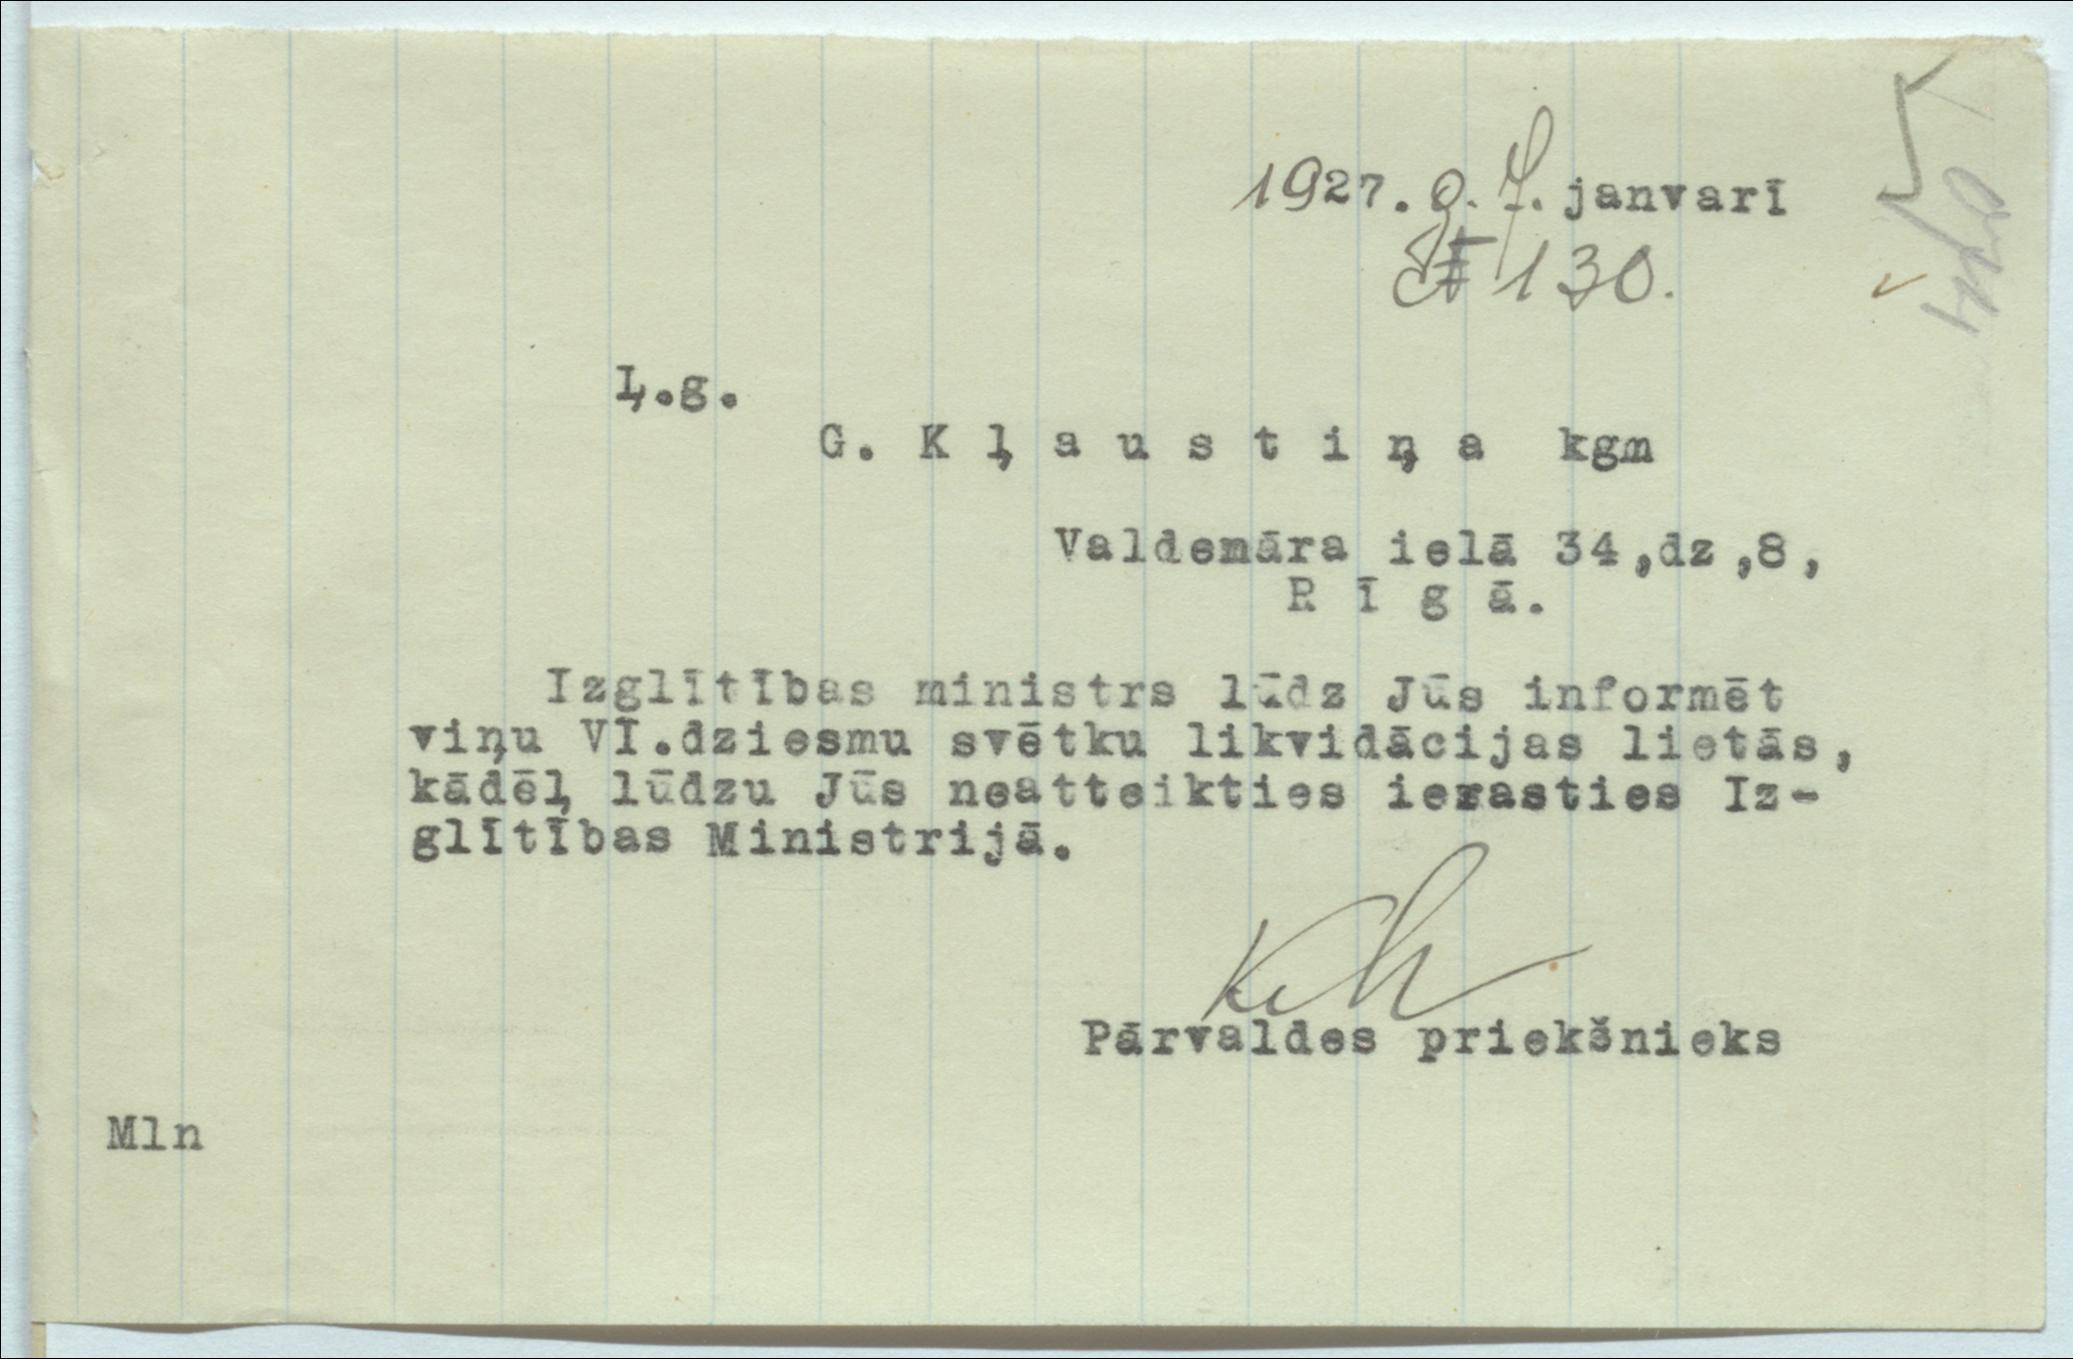 1927. g. 7. janvarī
№ 130.
Ļ.g.
G. K ļ a u s t i ņ a kgm
Valdemāra ielā 34,dz,8,
R ī g ā.
Izglītības ministrs lūdz Jūs informēt
viņu VI.dziesmu svētku likvidācijas lietās,
kādēļ lūdzu Jūs neatteikties ierasties Iz-
glītības Ministrijā.
Pārvaldes priekšnieks
Mln